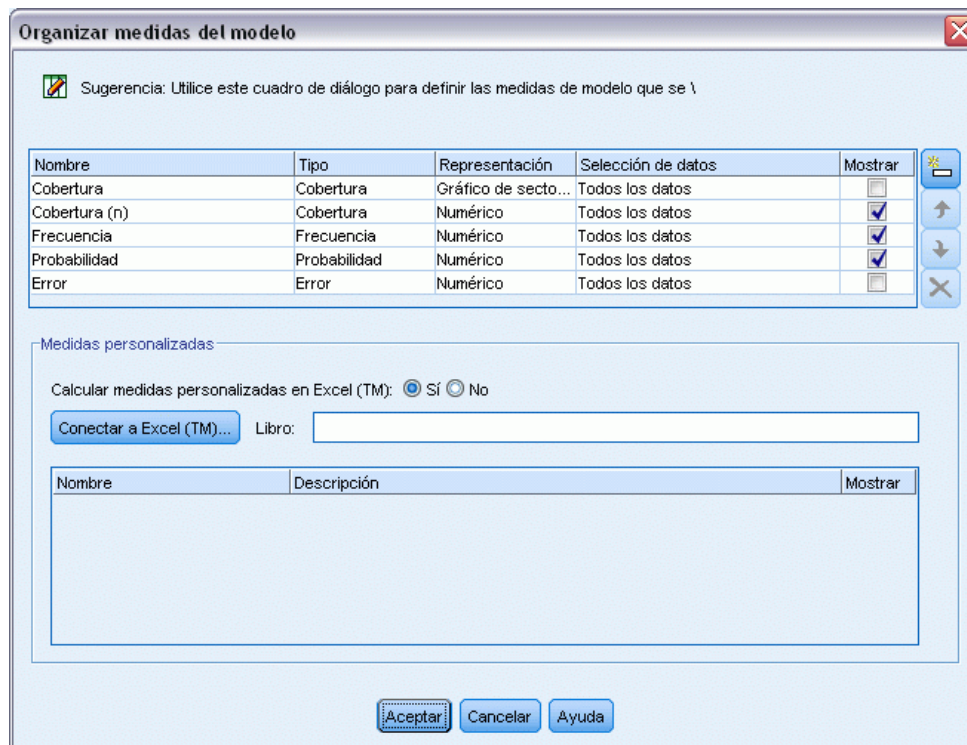 Organizar medidas del modelo
Sugerencia: Utilice este cuadro de diálogo para definir las medidas de modelo que se \
Nombre Tipo Representación Selección de datos Mostrar
Cobertura Cobertura Gráfico de secto... Todos los datos
Cobertura (n) Cobertura Numérico Todos los datos
Frecuencia Frecuencia Numérico Todos los datos
Probabilidad Probabilidad Numérico Todos los datos
Error Error Numérico Todos los datos
Medidas personalizadas
Calcular medidas personalizadas en Excel (TM): Sí No
Conectar a Excel (TM)... Libro:
Nombre Descripción Mostrar
Aceptar Cancelar Ayuda